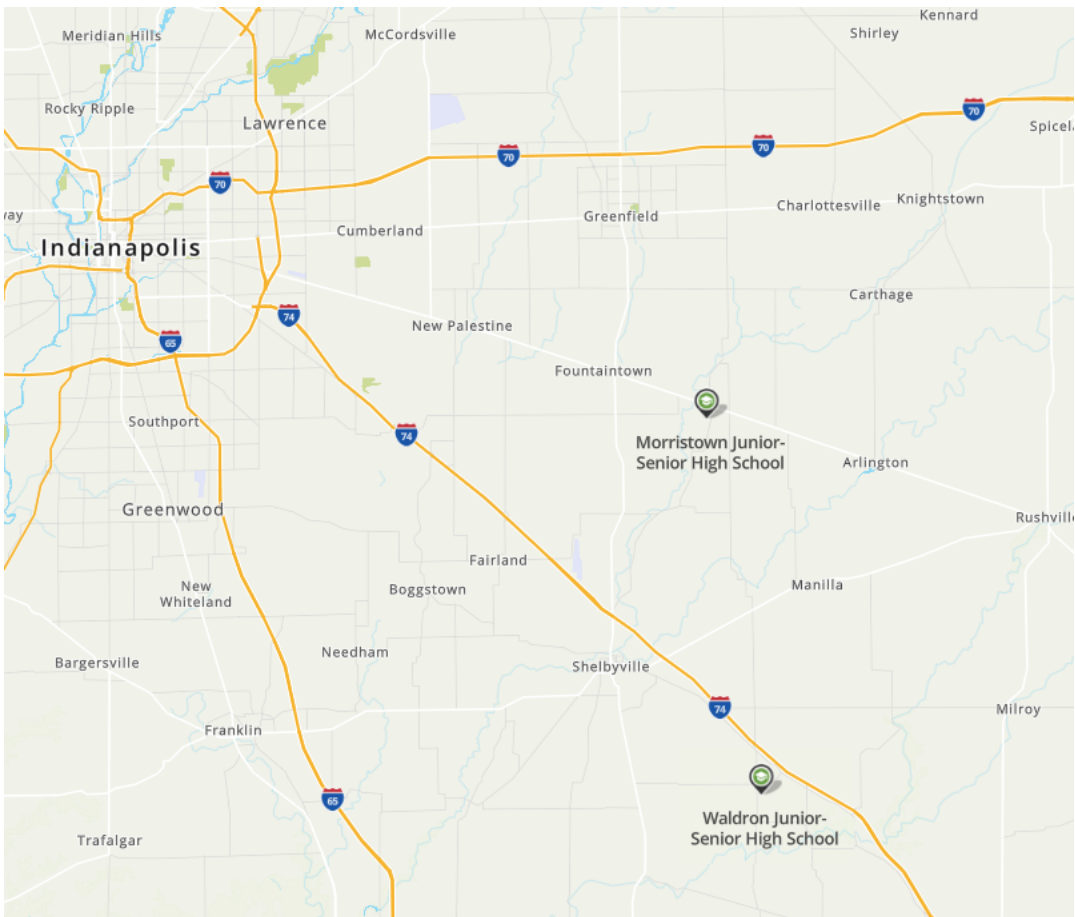 Kennard
Meridian Hills
McCordsville
Shirley
Rocky Ripple
70
Lawrence
Spicela
70
70
70
Knightstown
way
Greenfield
Charlottesville
Cumberland
Indianapolis
Carthage
74
New Palestine
65
Fountaintown
Southport
74
Morristown Junior-
Senior High School
Arlington
Greenwood
Rushville
Fairland
New
Whiteland
Boggstown
Manilla
Needham
Bargersville
Shelbyville
74
Milroy
Franklin
65
Waldron Junior-
Senior High School
Trafalgar